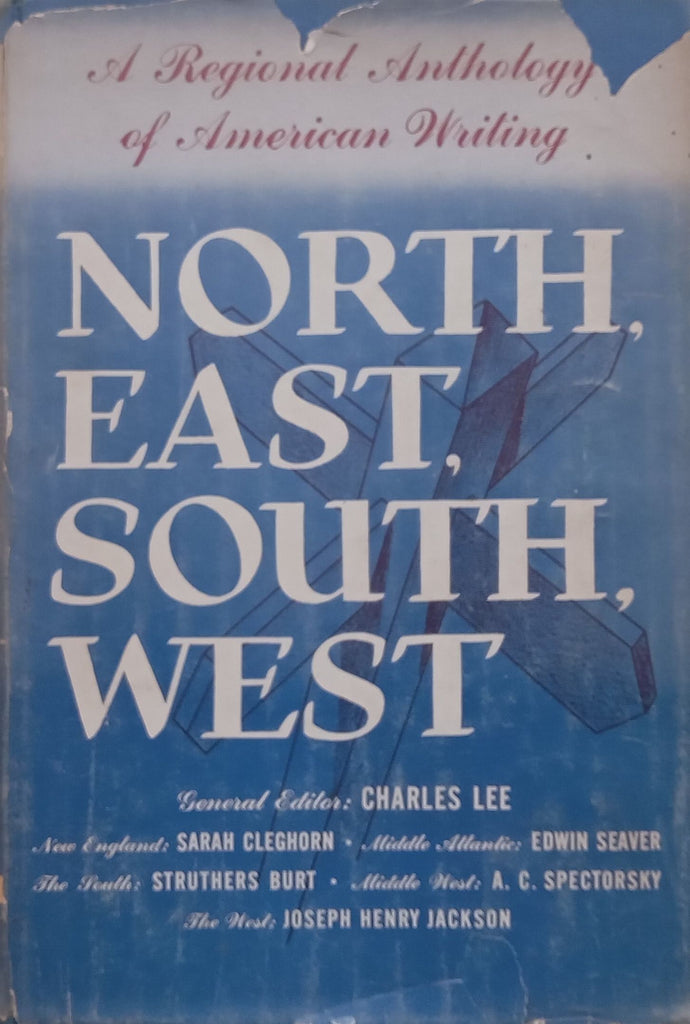 A Regional Anthology
of American Writing
NORTH,
EAST,
SOUTH,
WEST
General Editor: CHARLES LEE
New England: SARAH CLEGHORN • Middle Atlantic: EDWIN SEAVER
The South: STRUTHERS BURT • Middle West: A. C. SPECTORSKY
The West: JOSEPH HENRY JACKSON